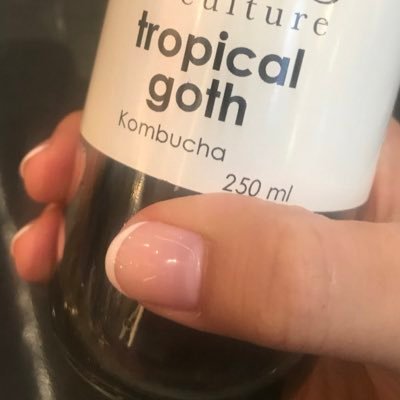 culture
tropical
goth
Kombucha
250 ml